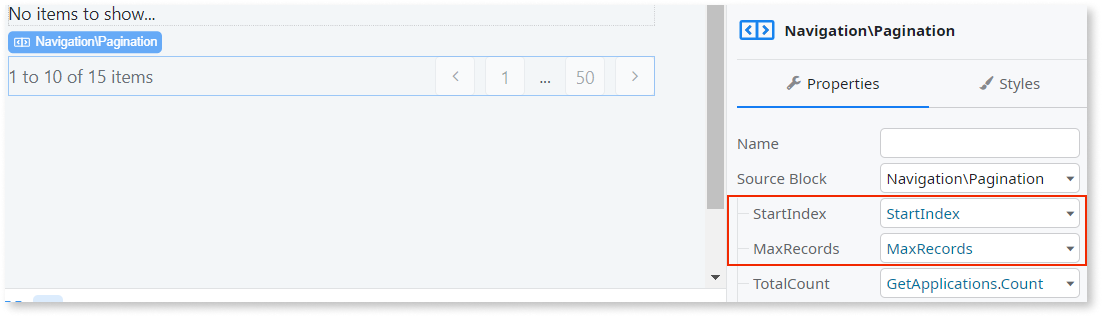 No items to show...
Navigation\Pagination
1 to 10 of 15 items
1 ... 50
Navigation\Pagination
Properties Styles
Name
Source Block Navigation\Pagination
StartIndex StartIndex
MaxRecords MaxRecords
TotalCount GetApplications.Count